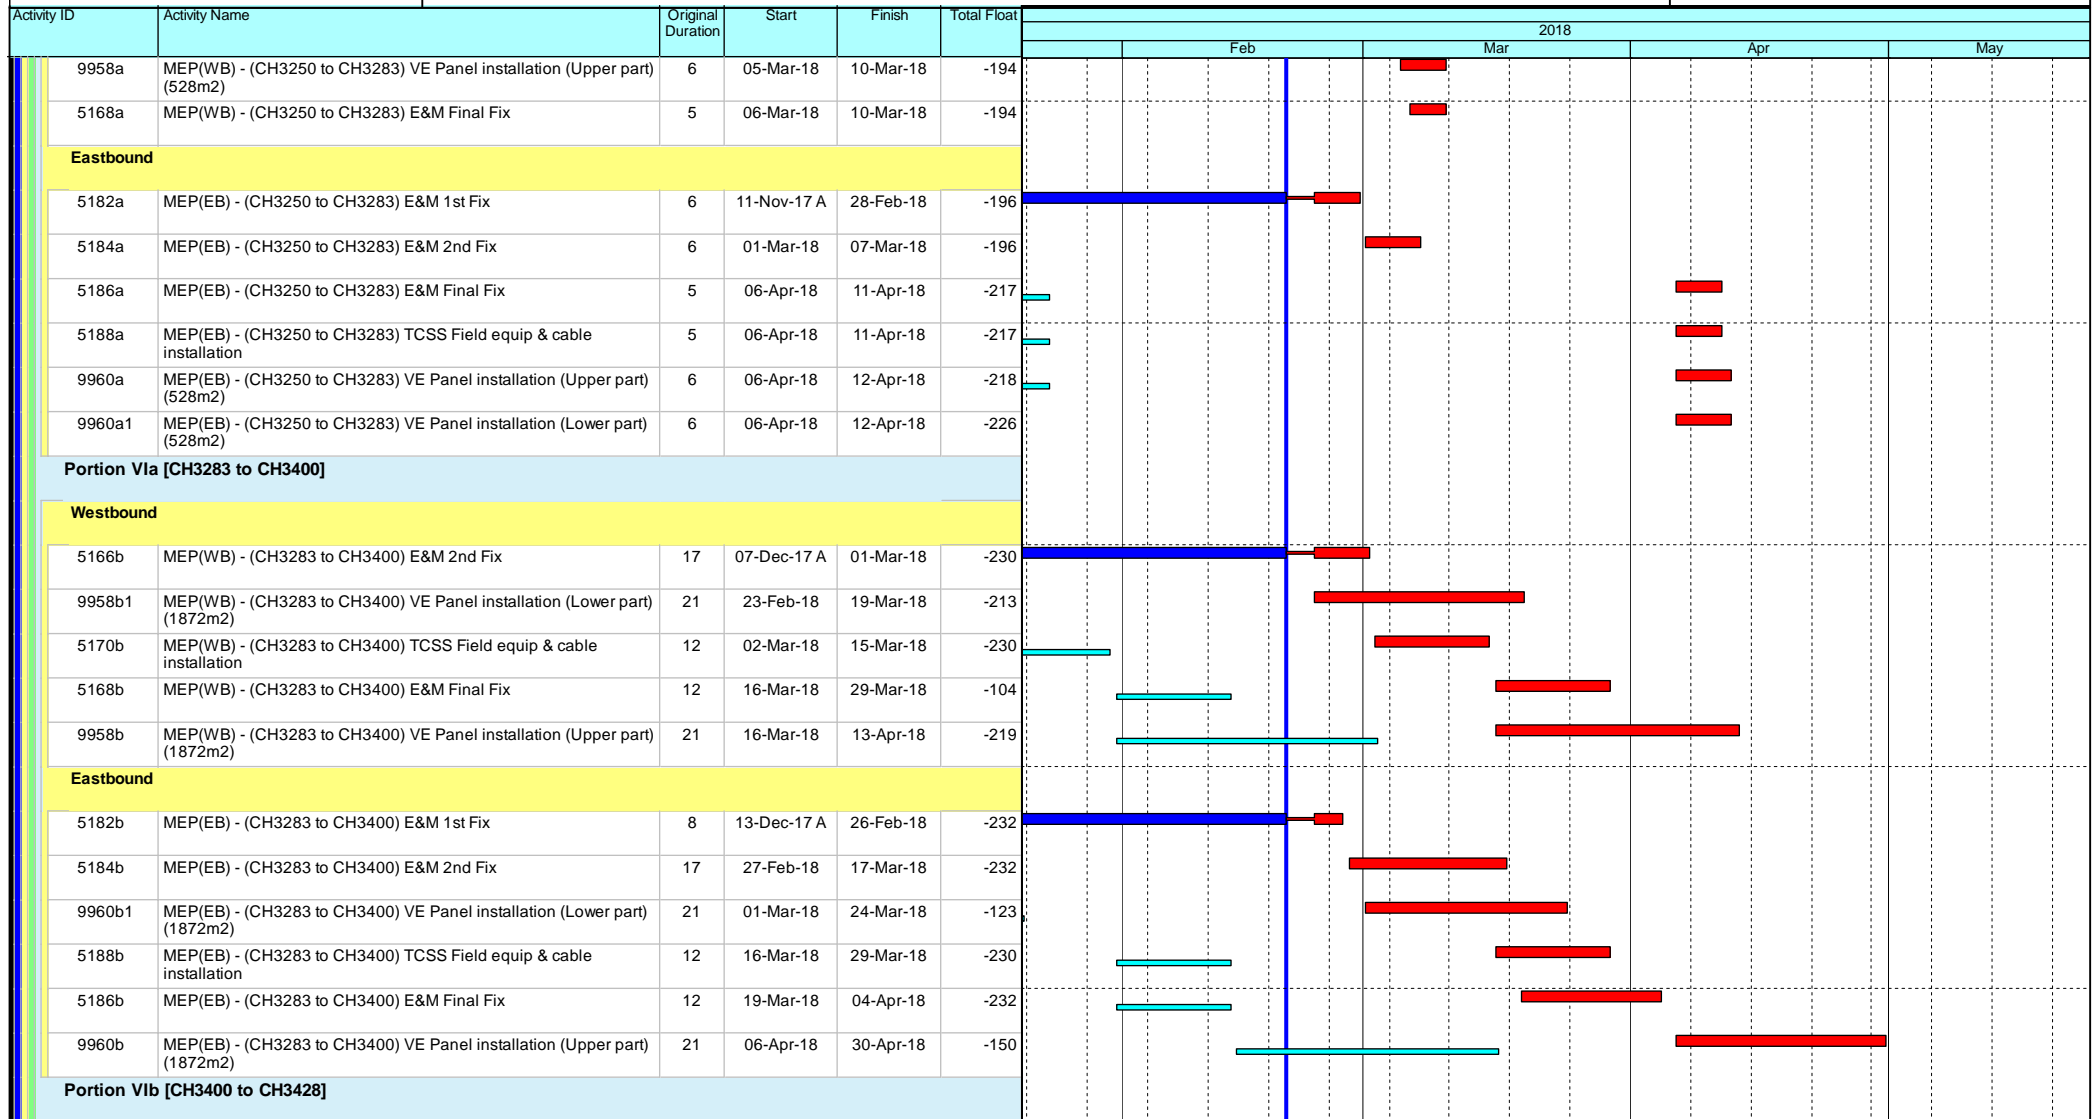 Activity ID Activity Name Original Start Finish Total Float
Duration
2018
Feb Mar Apr May
9958a MEP(WB) - (CH3250 to CH3283) VE Panel installation (Upper part) 6 05-Mar-18 10-Mar-18 -194
(528m2)
5168a MEP(WB) - (CH3250 to CH3283) E&M Final Fix 5 06-Mar-18 10-Mar-18 -194
Eastbound
5182a MEP(EB) - (CH3250 to CH3283) E&M 1st Fix 6 11-Nov-17 A 28-Feb-18 -196
5184a MEP(EB) - (CH3250 to CH3283) E&M 2nd Fix 6 01-Mar-18 07-Mar-18 -196
5186a MEP(EB) - (CH3250 to CH3283) E&M Final Fix 5 06-Apr-18 11-Apr-18 -217
5188a MEP(EB) - (CH3250 to CH3283) TCSS Field equip & cable 5 06-Apr-18 11-Apr-18 -217
installation
9960a MEP(EB) - (CH3250 to CH3283) VE Panel installation (Upper part) 6 06-Apr-18 12-Apr-18 -218
(528m2)
9960a1 MEP(EB) - (CH3250 to CH3283) VE Panel installation (Lower part) 6 06-Apr-18 12-Apr-18 -226
(528m2)
Portion VIa [CH3283 to CH3400]
Westbound
5166b MEP(WB) - (CH3283 to CH3400) E&M 2nd Fix 17 07-Dec-17 A 01-Mar-18 -230
9958b1 MEP(WB) - (CH3283 to CH3400) VE Panel installation (Lower part) 21 23-Feb-18 19-Mar-18 -213
(1872m2)
5170b MEP(WB) - (CH3283 to CH3400) TCSS Field equip & cable 12 02-Mar-18 15-Mar-18 -230
installation
5168b MEP(WB) - (CH3283 to CH3400) E&M Final Fix 12 16-Mar-18 29-Mar-18 -104
9958b MEP(WB) - (CH3283 to CH3400) VE Panel installation (Upper part) 21 16-Mar-18 13-Apr-18 -219
(1872m2)
Eastbound
5182b MEP(EB) - (CH3283 to CH3400) E&M 1st Fix 8 13-Dec-17 A 26-Feb-18 -232
5184b MEP(EB) - (CH3283 to CH3400) E&M 2nd Fix 17 27-Feb-18 17-Mar-18 -232
9960b1 MEP(EB) - (CH3283 to CH3400) VE Panel installation (Lower part) 21 01-Mar-18 24-Mar-18 -123
(1872m2)
5188b MEP(EB) - (CH3283 to CH3400) TCSS Field equip & cable 12 16-Mar-18 29-Mar-18 -230
installation
5186b MEP(EB) - (CH3283 to CH3400) E&M Final Fix 12 19-Mar-18 04-Apr-18 -232
9960b MEP(EB) - (CH3283 to CH3400) VE Panel installation (Upper part) 21 06-Apr-18 30-Apr-18 -150
(1872m2)
Portion VIb [CH3400 to CH3428]